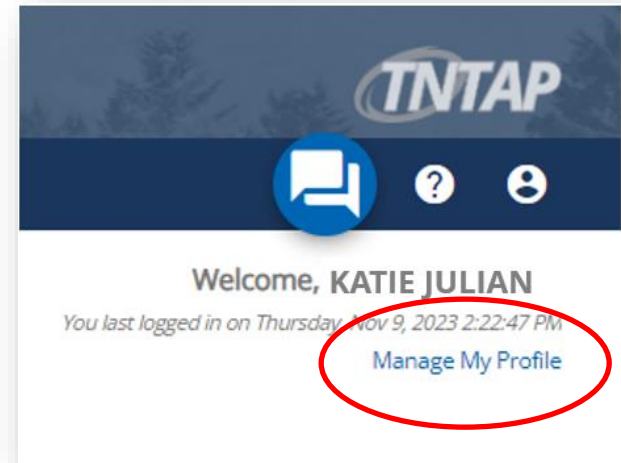 TNTAP
?
Welcome, KATIE JULIAN
You last logged in on Thursday, Nov 9, 2023 2:22:47 PM
Manage My Profile